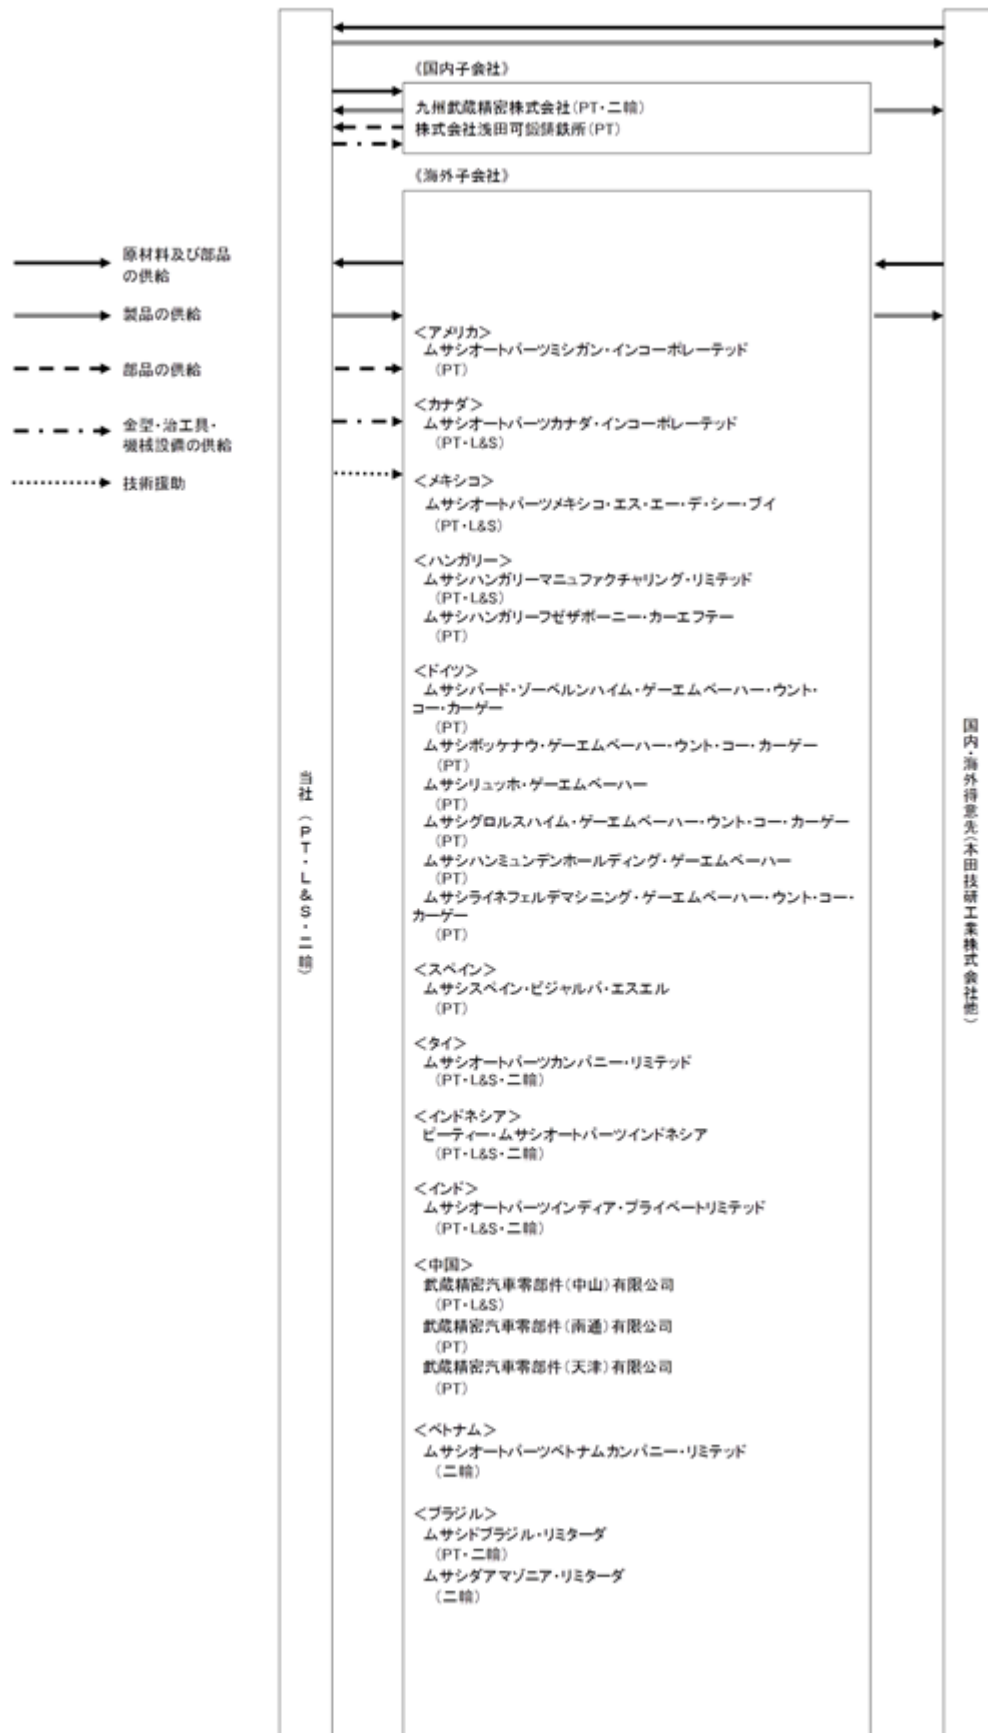 《国内子会社》
九州武蔵精密株式会社(PT・二輪)
株式会社浅田可鍛鋳鉄所(PT)
《海外子会社》
原材料及び部品
の供給
製品の供給
部品の供給
金型・治工具・
機械設備の供給
技術援助
<アメリカ>
ムサシオートパーツミシガン・インコーポレーテッド
(PT)
<カナダ>
ムサシオートパーツカナダ・インコーポレーテッド
(PT・L&S)
<メキシコ>
ムサシオートパーツメキシコ・エス・エー・デ・シー・ブイ
(PT・L&S)
<ハンガリー>
ムサシハンガリーマニュファクチャリング・リミテッド
(PT・L&S)
ムサシハンガリーフゼザボーニー・カーエフテー
(PT)
<ドイツ>
ムサシバード・ゾーベルンハイム・ゲーエムベーハー・ウント・
コー・カーゲー
(PT)
ムサシボッケナウ・ゲーエムベーハー・ウント・コー・カーゲー
(PT)
ムサシリュッホ・ゲーエムベーハー
(PT)
ムサシグロルスハイム・ゲーエムベーハー・ウント・コー・カーゲー
(PT)
ムサシハンミュンデンホールディング・ゲーエムベーハー
(PT)
ムサシライネフェルデマシニング・ゲーエムベーハー・ウント・コー・
カーゲー
(PT)
<スペイン>
ムサシスペイン・ビジャルバ・エスエル
(PT)
<タイ>
ムサシオートパーツカンパニー・リミテッド
(PT・L&S・二輪)
<インドネシア>
ピーティー・ムサシオートパーツインドネシア
(PT・L&S・二輪)
<インド>
ムサシオートパーツインディア・プライベートリミテッド
(PT・L&S・二輪)
<中国>
武蔵精密汽車零部件(中山)有限公司
(PT・L&S)
武蔵精密汽車零部件(南通)有限公司
(PT)
武蔵精密汽車零部件(天津)有限公司
(PT)
<ベトナム>
ムサシオートパーツベトナムカンパニー・リミテッド
(二輪)
<ブラジル>
ムサシドブラジル・リミターダ
(PT・二輪)
ムサシダアマゾニア・リミターダ
(二輪)
当社(PT・L&S・二輪)
国内・海外得意先(本田技研工業株式会社他)